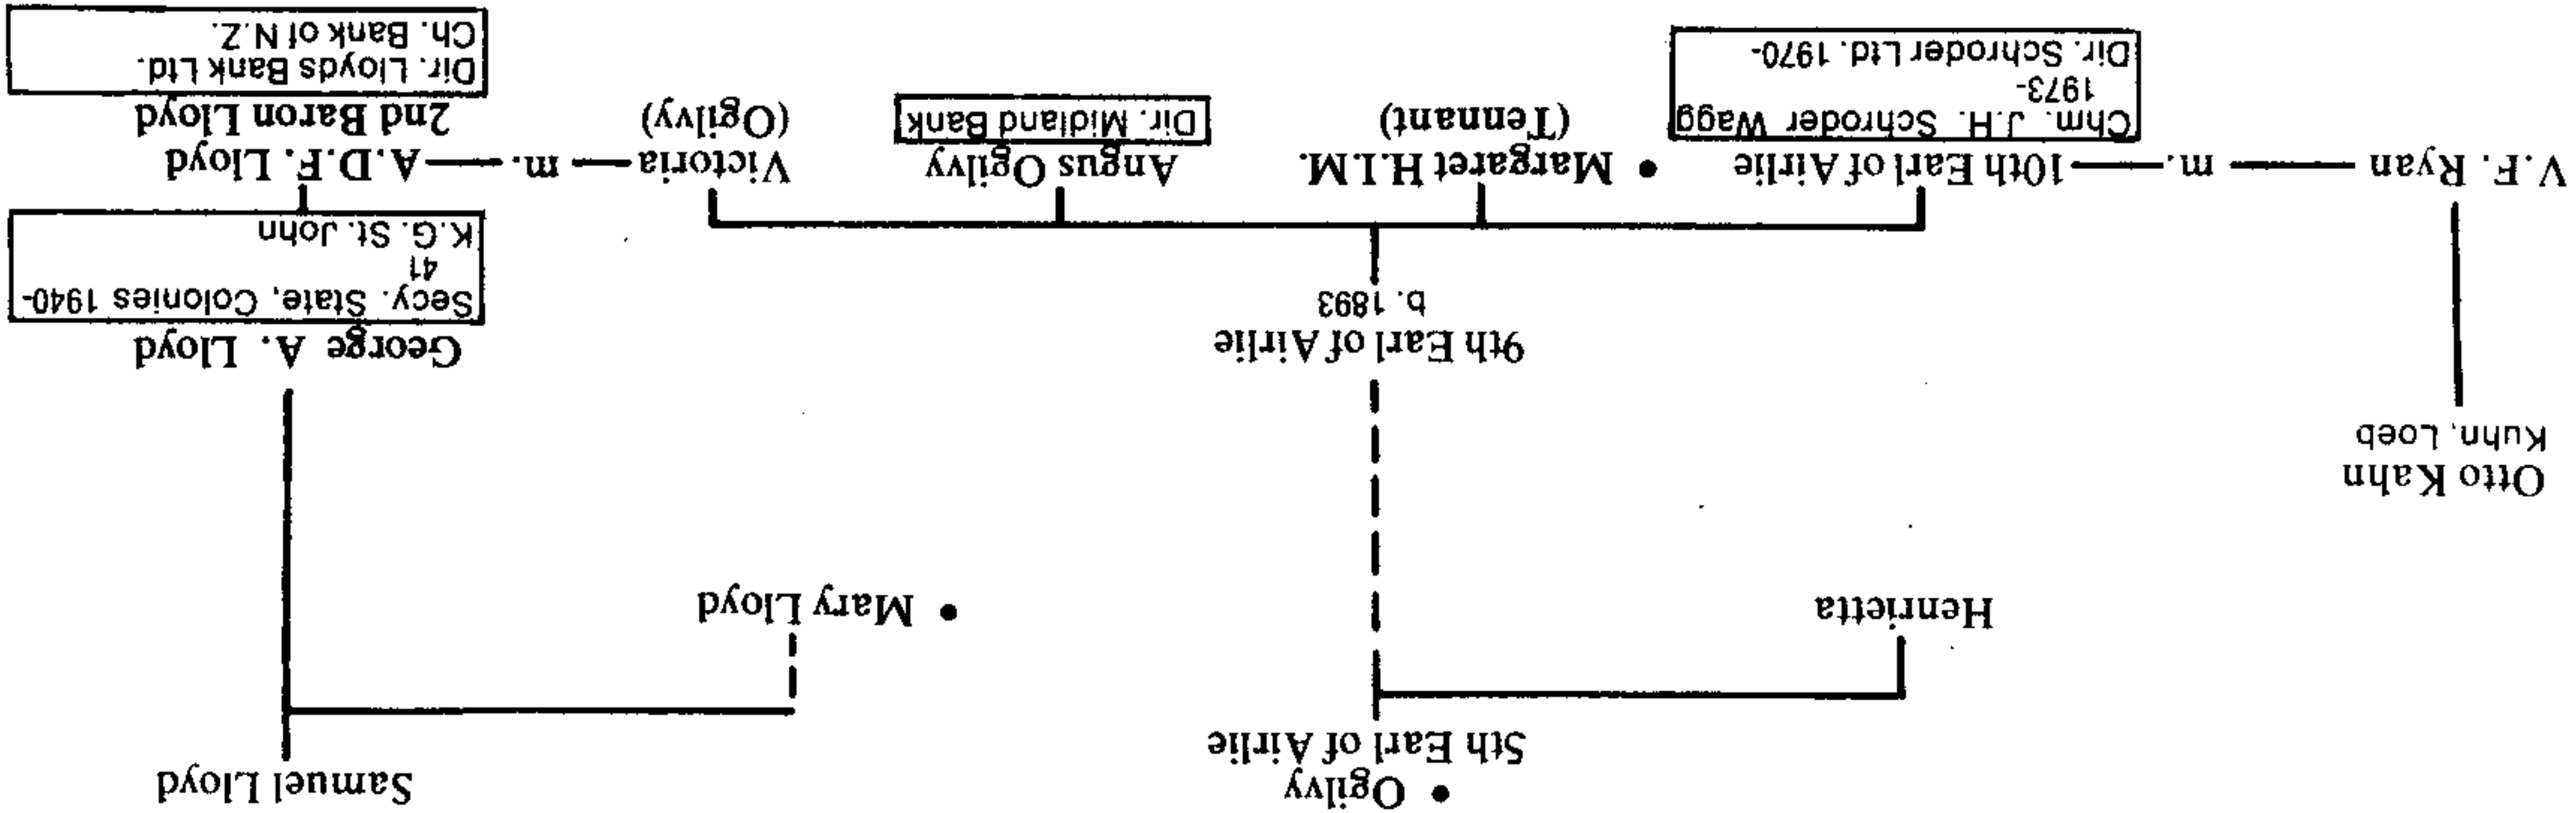 Samuel Lloyd
• Ogilvy
5th Earl of Airlie
• Mary Lloyd
Henrietta
Otto Kahn
Kuhn, Loeb
George A. Lloyd
Secy. State, Colonies 1940-
41
K.G. St. John
9th Earl of Airlie
b. 1893
A.D.F. Lloyd — m. — Victoria
2nd Baron Lloyd
(Ogilvy)
Dir. Lloyds Bank Ltd.
Ch. Bank of N.Z.
Angus Ogilvy
Dir. Midland Bank
• Margaret H.I.M.
(Tennant)
10th Earl of Airlie — m. — V.F. Ryan
Chm. J.H. Schroder Wagg
1973-
Dir. Schroder Ltd. 1970-